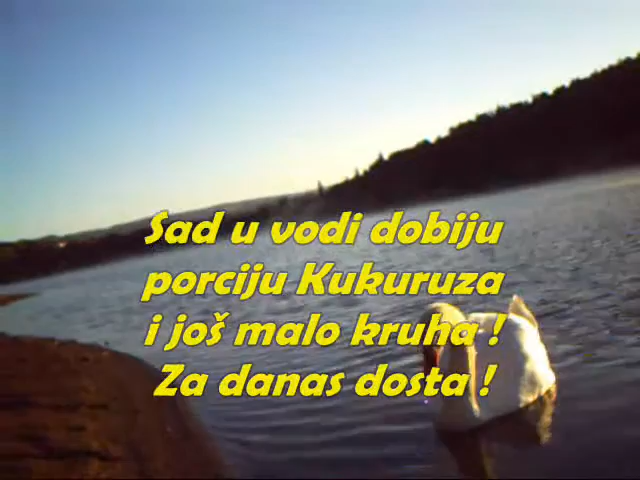 Sad u vodi dobiju
porciju Kukuruza
i još malo kruha !
Za danas dosta !